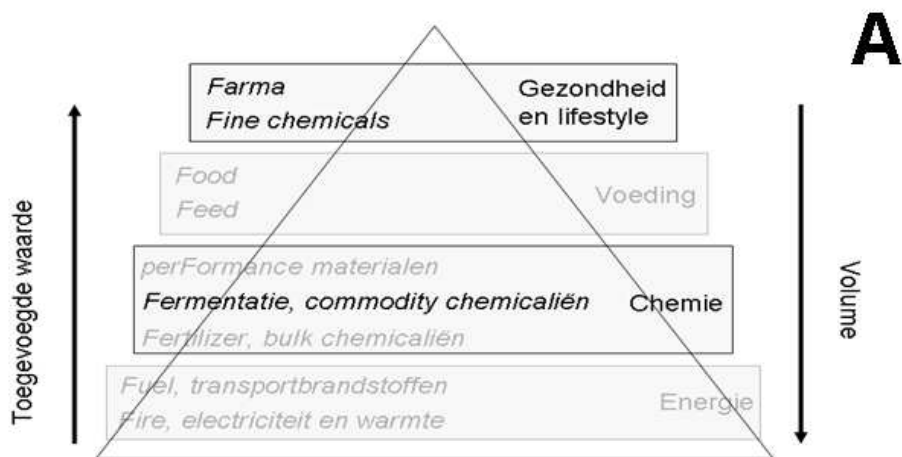 A
Farma
Fine chemicals
Gezondheid
en lifestyle
Food
Feed
Voeding
perFormance materialen
Fermentatie, commodity chemicaliën
Fertilizer, bulk chemicaliën
Chemie
Fuel, transportbrandstoffen
Fire, electriciteit en warmte
Energie
Toegevoegde waarde
Volume